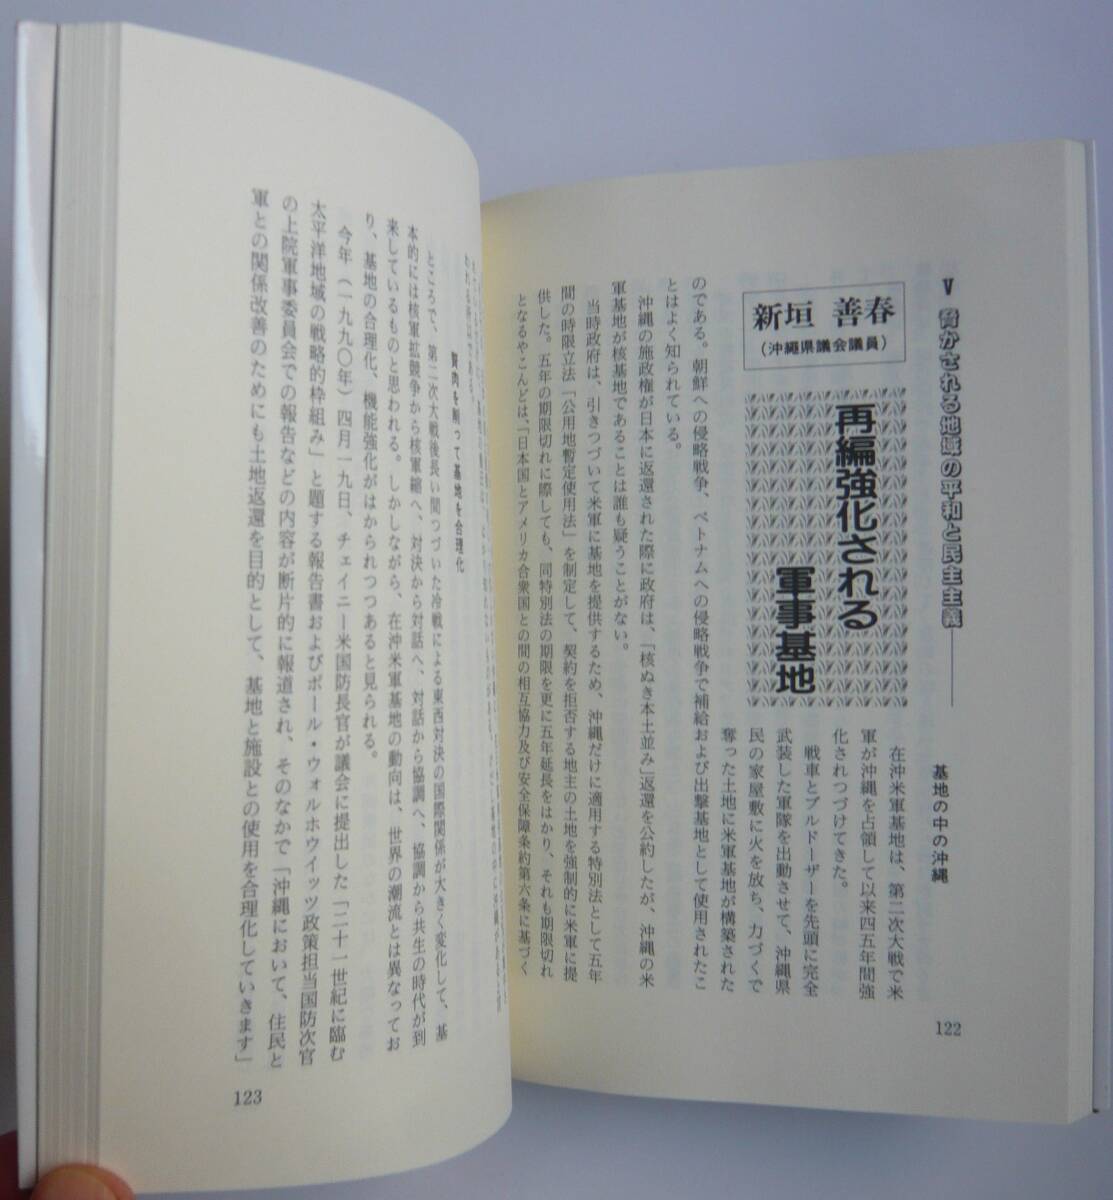 Ⅴ 脅かされる地域の平和と民主主義
基地の中の沖縄
再編強化される
軍事基地
新垣 善春
(沖縄県議会議員)
在沖米軍基地は、第二次大戦で米
軍が沖縄を占領して以来四五年間強
化されつづけてきた。
戦車とブルドーザーを先頭に完全
武装した軍隊を出動させて、沖縄県
民の家屋敷に火を放ち、力づくで
奪った土地に米軍基地が構築された
のである。朝鮮への侵略戦争、ベトナムへの侵略戦争で補給および出撃基地として使用されたこ
とはよく知られている。
沖縄の施政権が日本に返還された際に政府は、「核ぬき本土並み」返還を公約したが、沖縄の米
軍基地が核基地であることは誰も疑うことがない。
当時政府は、引きつづいて米軍に基地を提供するため、沖縄だけに適用する特別法として五年
間の時限立法「公用地暫定使用法」を制定して、契約を拒否する地主の土地を強制的に米軍に提
供した。五年の期限切れに際しても、同特別法の期限を更に五年延長をはかり、それも期限切れ
となるやこんどは、「日本国とアメリカ合衆国との間の相互協力及び安全保障条約第六条に基づく
122
贅肉を削って基地を合理化
ところで、第二次大戦後長い間つづいた冷戦による東西対決の国際関係が大きく変化して、基
本的には核軍拡競争から核軍縮へ、対決から対話へ、対話から協調へ、協調から共生の時代が到
来しているものと思われる。しかしながら、在沖米軍基地の動向は、世界の潮流とは異なってお
り、基地の合理化、機能強化がはかられつつあると見られる。
今年(一九九〇年)四月一九日、チェイニー米国防長官が議会に提出した「二十一世紀に臨む
太平洋地域の戦略的枠組み」と題する報告書およびポール・ウォルホウイッツ政策担当国防次官
の上院軍事委員会での報告などの内容が断片的に報道され、そのなかで「沖縄において、住民と
軍との関係改善のためにも土地返還を目的として、基地と施設との使用を合理化していきます」
123